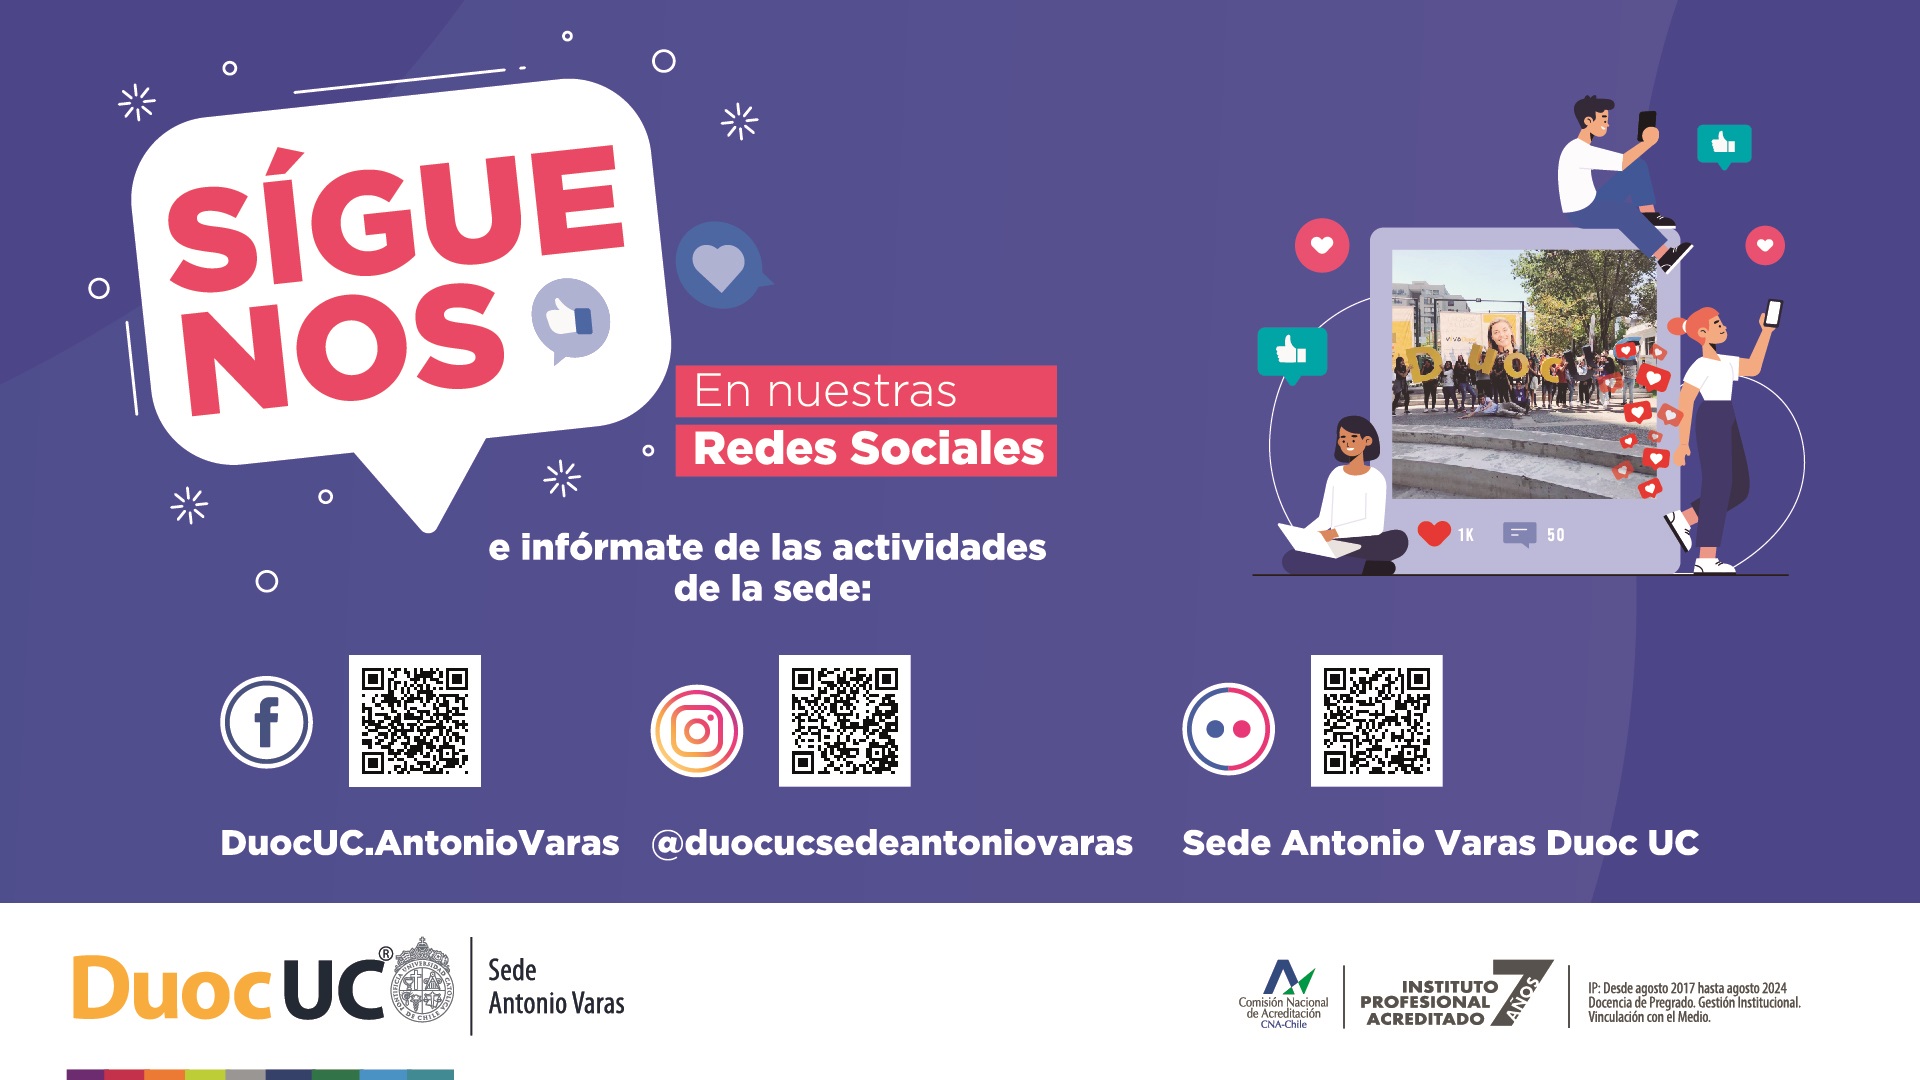 SÍGUE
NOS
En nuestras
Redes Sociales
e infórmate de las actividades
de la sede:
Duoc U
1K
50
DuocUC.AntonioVaras
@duocucsedeantoniovaras
Sede Antonio Varas Duoc UC
DuocUC®
Sede
Antonio Varas
Comisión Nacional
de Acreditación
CNA-Chile
INSTITUTO
PROFESIONAL
ACREDITADO
7 AÑOS
IP: Desde agosto 2017 hasta agosto 2024
Docencia de Pregrado. Gestión Institucional.
Vinculación con el Medio.